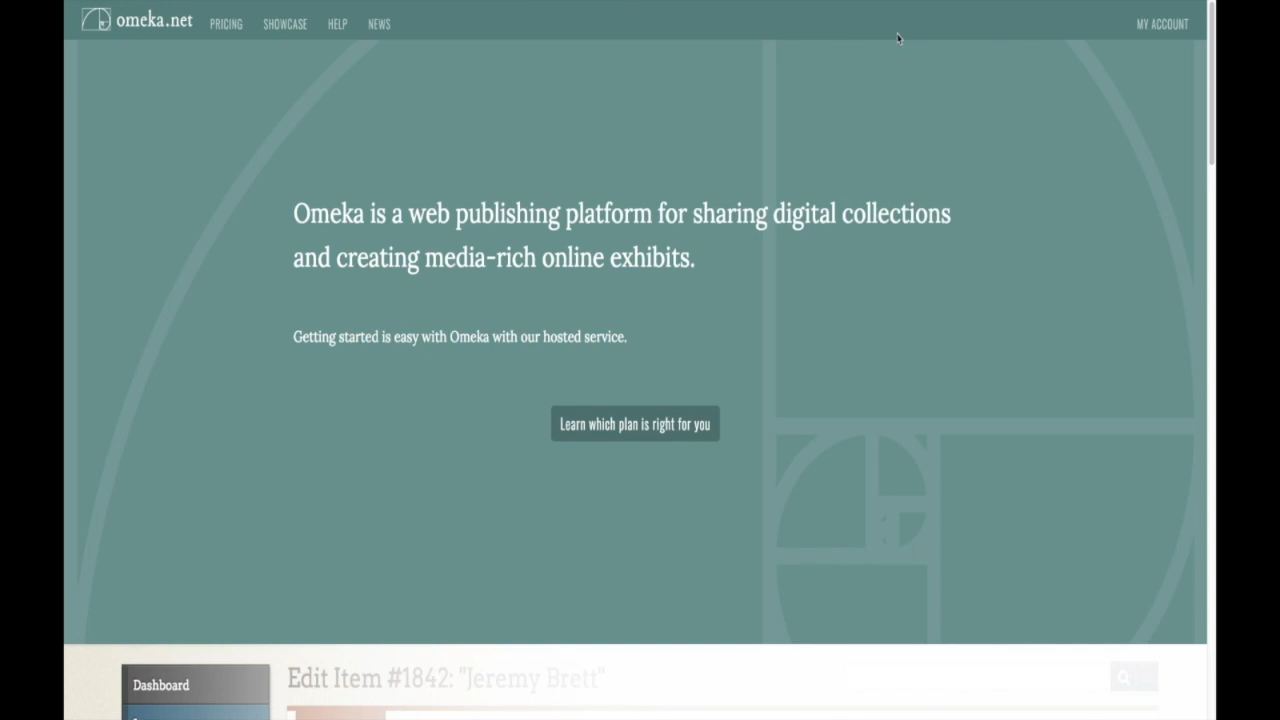 omeka.net PRICING SHOWCASE HELP NEWS MY ACCOUNT
Omeka is a web publishing platform for sharing digital collections
and creating media-rich online exhibits.
Getting started is easy with Omeka with our hosted service.
Learn which plan is right for you
Edit Item #1842: "Jeremy Brett"
Dashboard